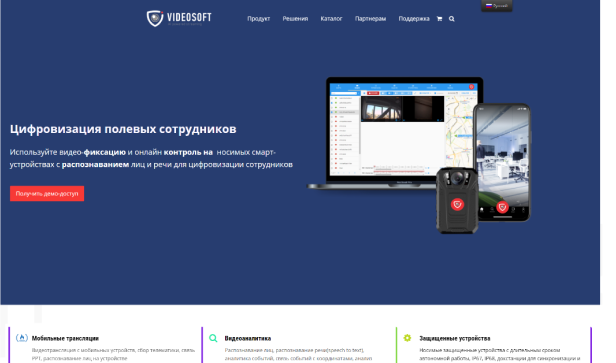 VIDEOSOFT
Продукт Решения Каталог Партнерам Поддержка
Русский
Цифровизация полевых сотрудников
Используйте видео-фиксацию и онлайн контроль на носимых смарт-
устройствах с распознаванием лиц и речи для цифровизации сотрудников
Получить демо-доступ
Мобильные трансляции
Видеотрансляция с мобильных устройств, сбор телематики, связь
PTT, распознавание лиц, на устройстве
Видеоаналитика
Распознавание лиц, распознавание речи(speech to text),
аналитика событий, связь событий с координатами, анализ
Защищенные устройства
Носимые защищенные устройства с длительным сроком
автономной работы, IP67, IP68, док-станции для синхронизации и